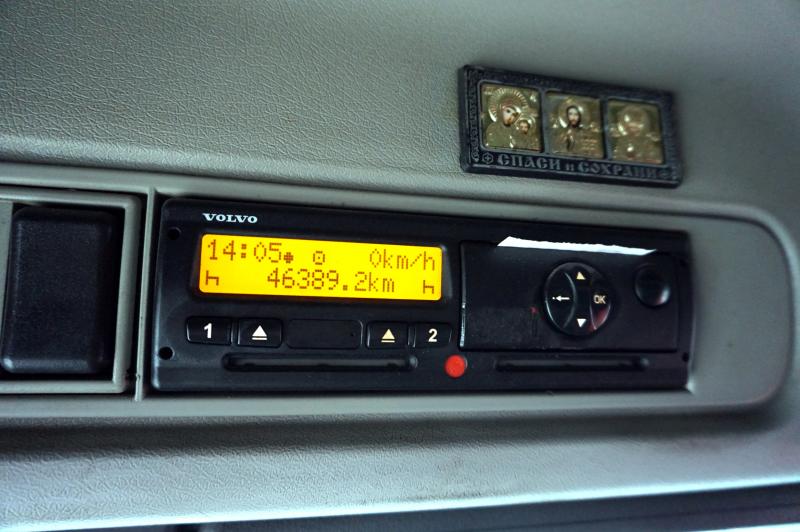 СПАСИ и СОХРАНИ
VOLVO
14:05 0km/h
46389.2km
1 2
OK